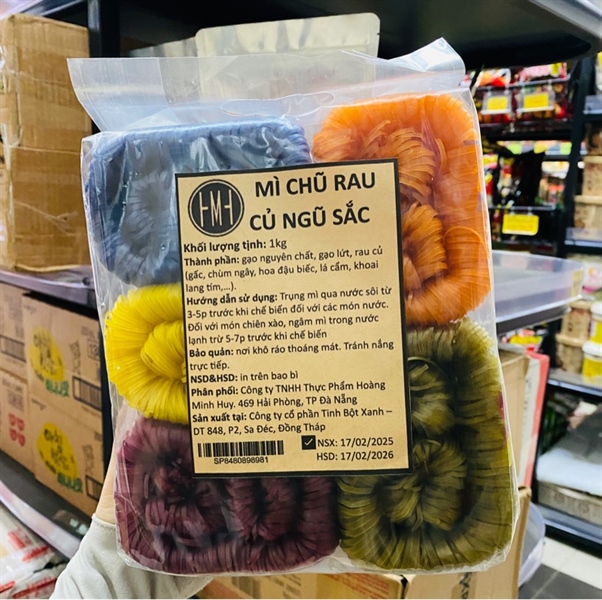 HMH
MÌ CHŨ RAU
CỦ NGŨ SẮC
Khối lượng tịnh: 1kg
Thành phần: gạo nguyên chất, gạo lứt, rau củ
(gấc, chùm ngây, hoa đậu biếc, lá cẩm, khoai
lang tím,...).
Hướng dẫn sử dụng: Trụng mì qua nước sôi từ
3-5p trước khi chế biến đối với các món nước.
Đối với món chiên xào, ngâm mì trong nước
lạnh trừ 5-7p trước khi chế biến
Bảo quản: nơi khô ráo thoáng mát. Tránh nắng
trực tiếp.
NSD&HSD: in trên bao bì
Phân phối: Công ty TNHH Thực Phẩm Hoàng
Minh Huy. 469 Hải Phòng, TP Đà Nẵng
Sản xuất tại: Công ty cổ phần Tinh Bột Xanh –
DT 848, P2, Sa Đéc, Đồng Tháp
SP8480898981
NSX: 17/02/2025
HSD: 17/02/2026